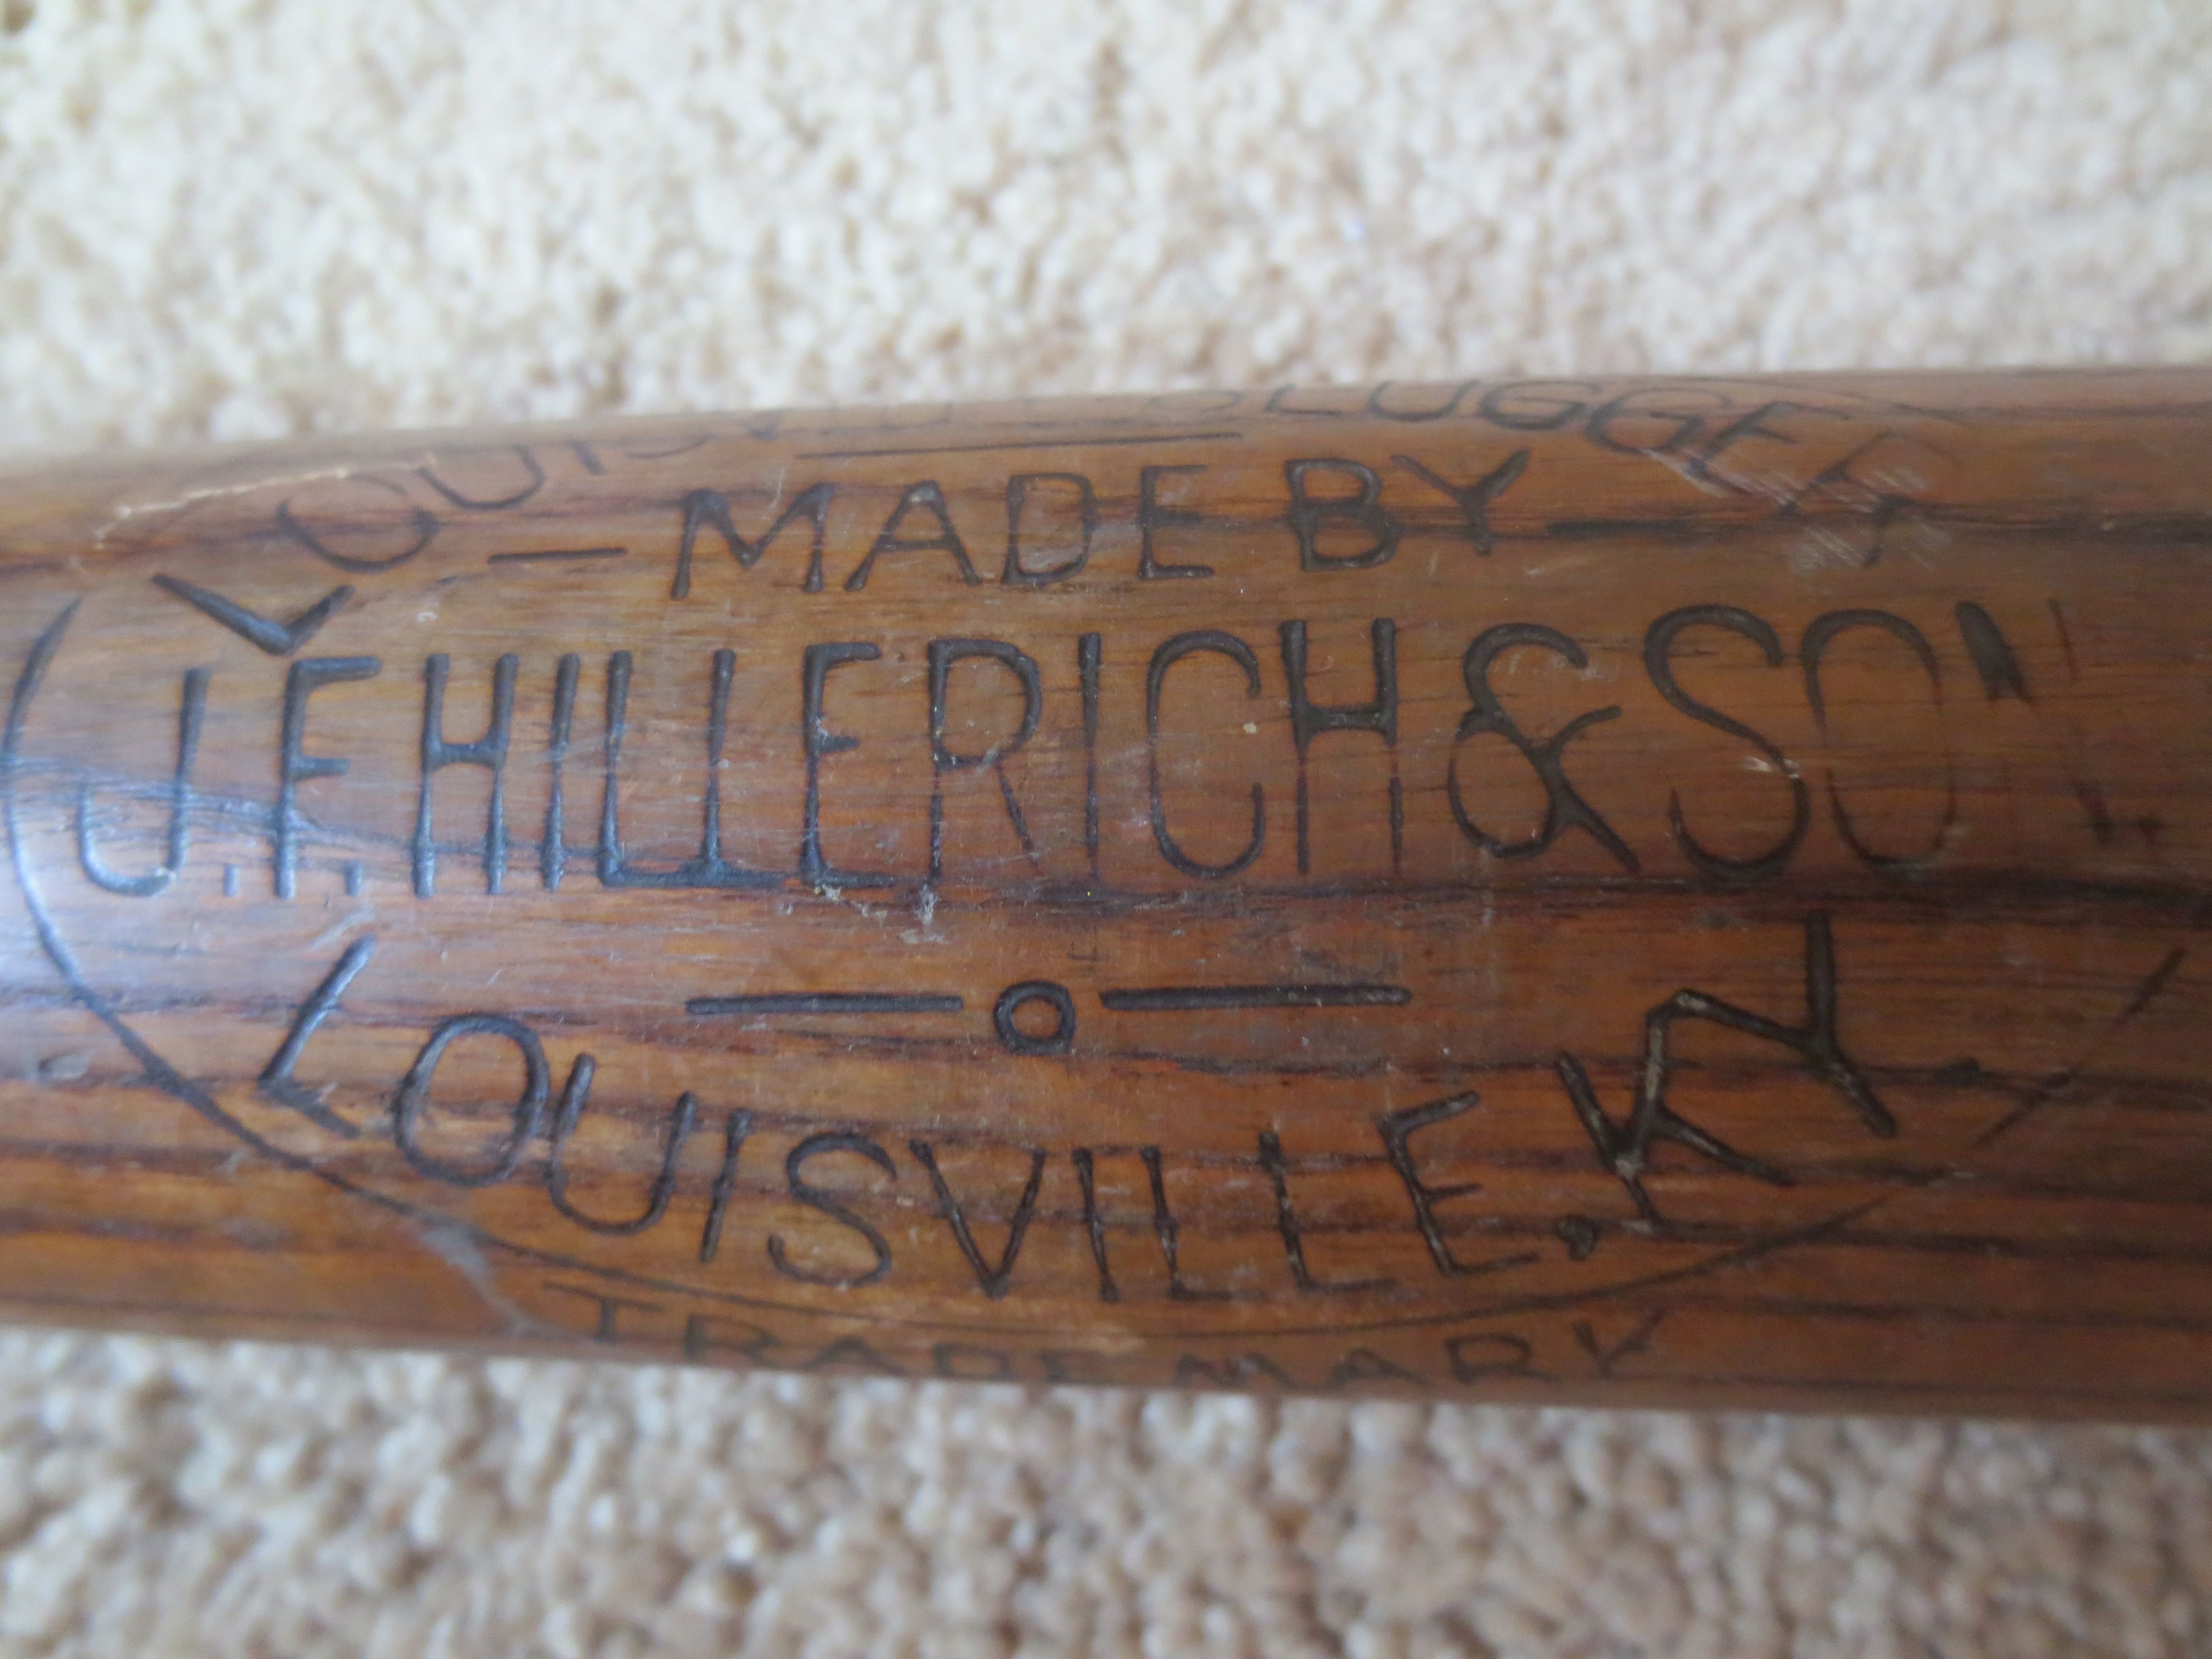 LOUISVILLE SLUGGER
MADE BY
J.F. HILLERICH & SON.
LOUISVILLE.KY.
TRADE MARK